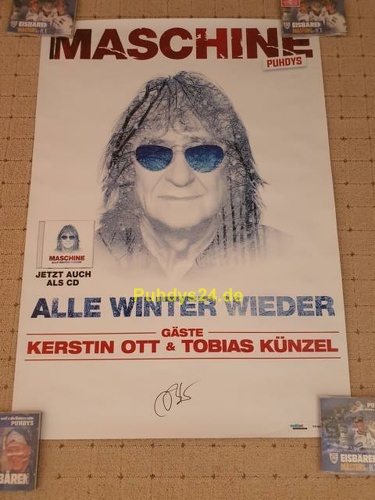 EISBÄREN
EISBÄREN
MASCHINE
PUHDYS
MASCHINE
JETZT AUCH
ALS CD
Puhdys24.de
ALLE WINTER WIEDER
GÄSTE
KERSTIN OTT & TOBIAS KÜNZEL
PUHDYS
BÄREN
EISBÄREN